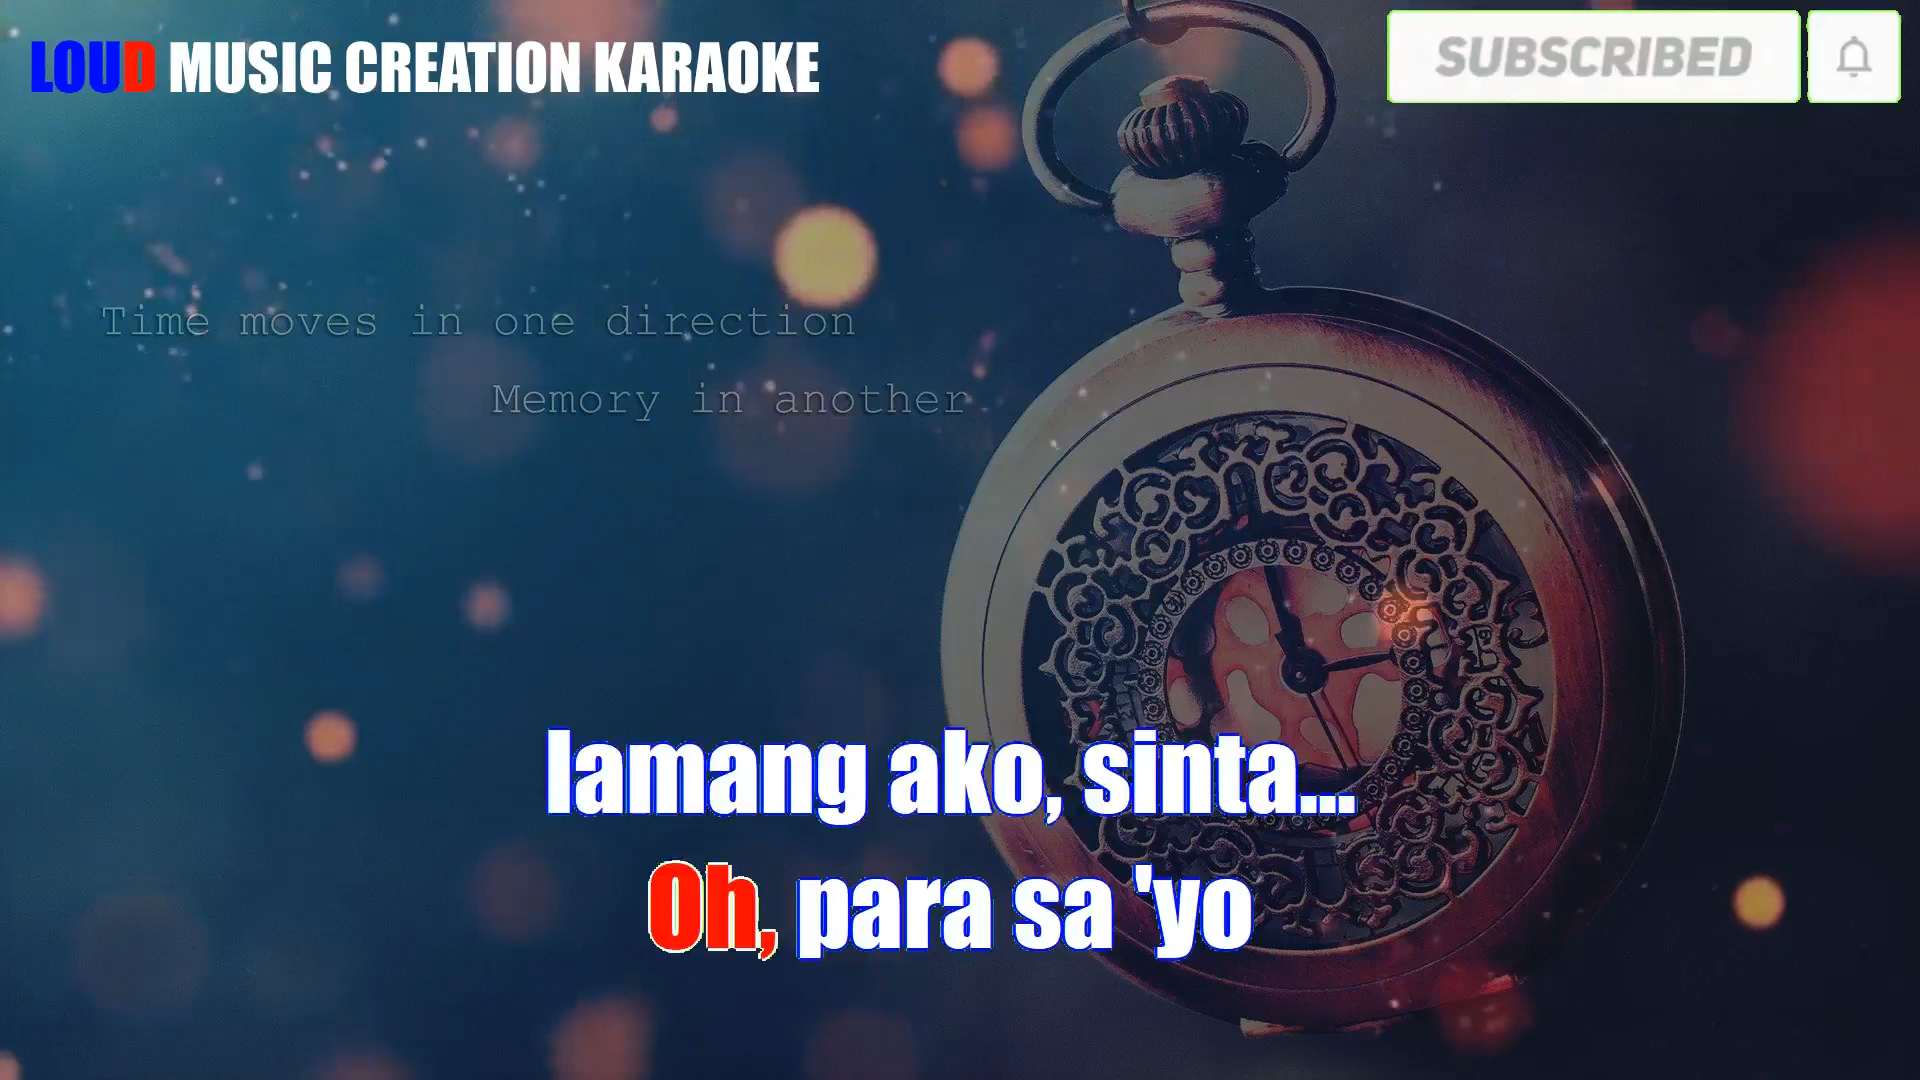 LOUD MUSIC CREATION KARAOKE
SUBSCRIBED
Time moves in one direction
Memory in another
lamang ako, sinta...
Oh, para sa 'yo